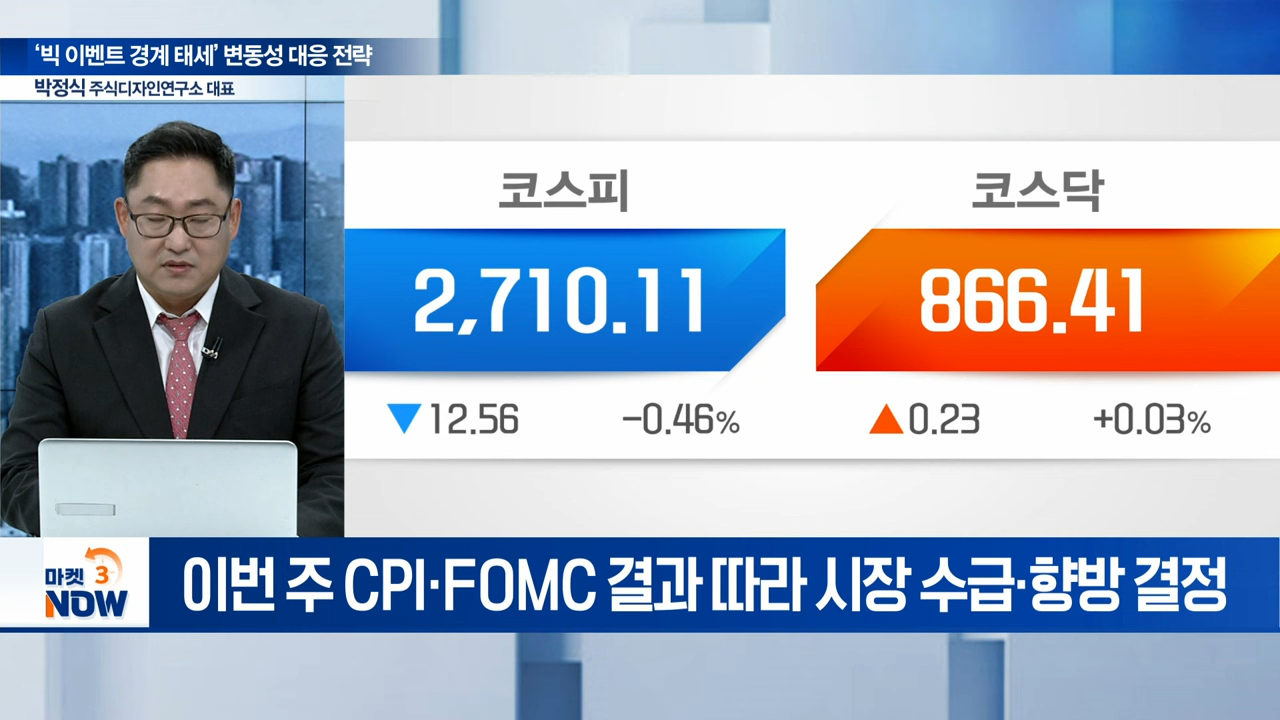 ‘빅 이벤트 경계 태세’ 변동성 대응 전략
박정식 주식디자인연구소 대표
코스피
2,710.11
▼12.56 -0.46%
코스닥
866.41
▲0.23 +0.03%
마켓 3
NOW
이번 주 CPI·FOMC 결과 따라 시장 수급·향방 결정